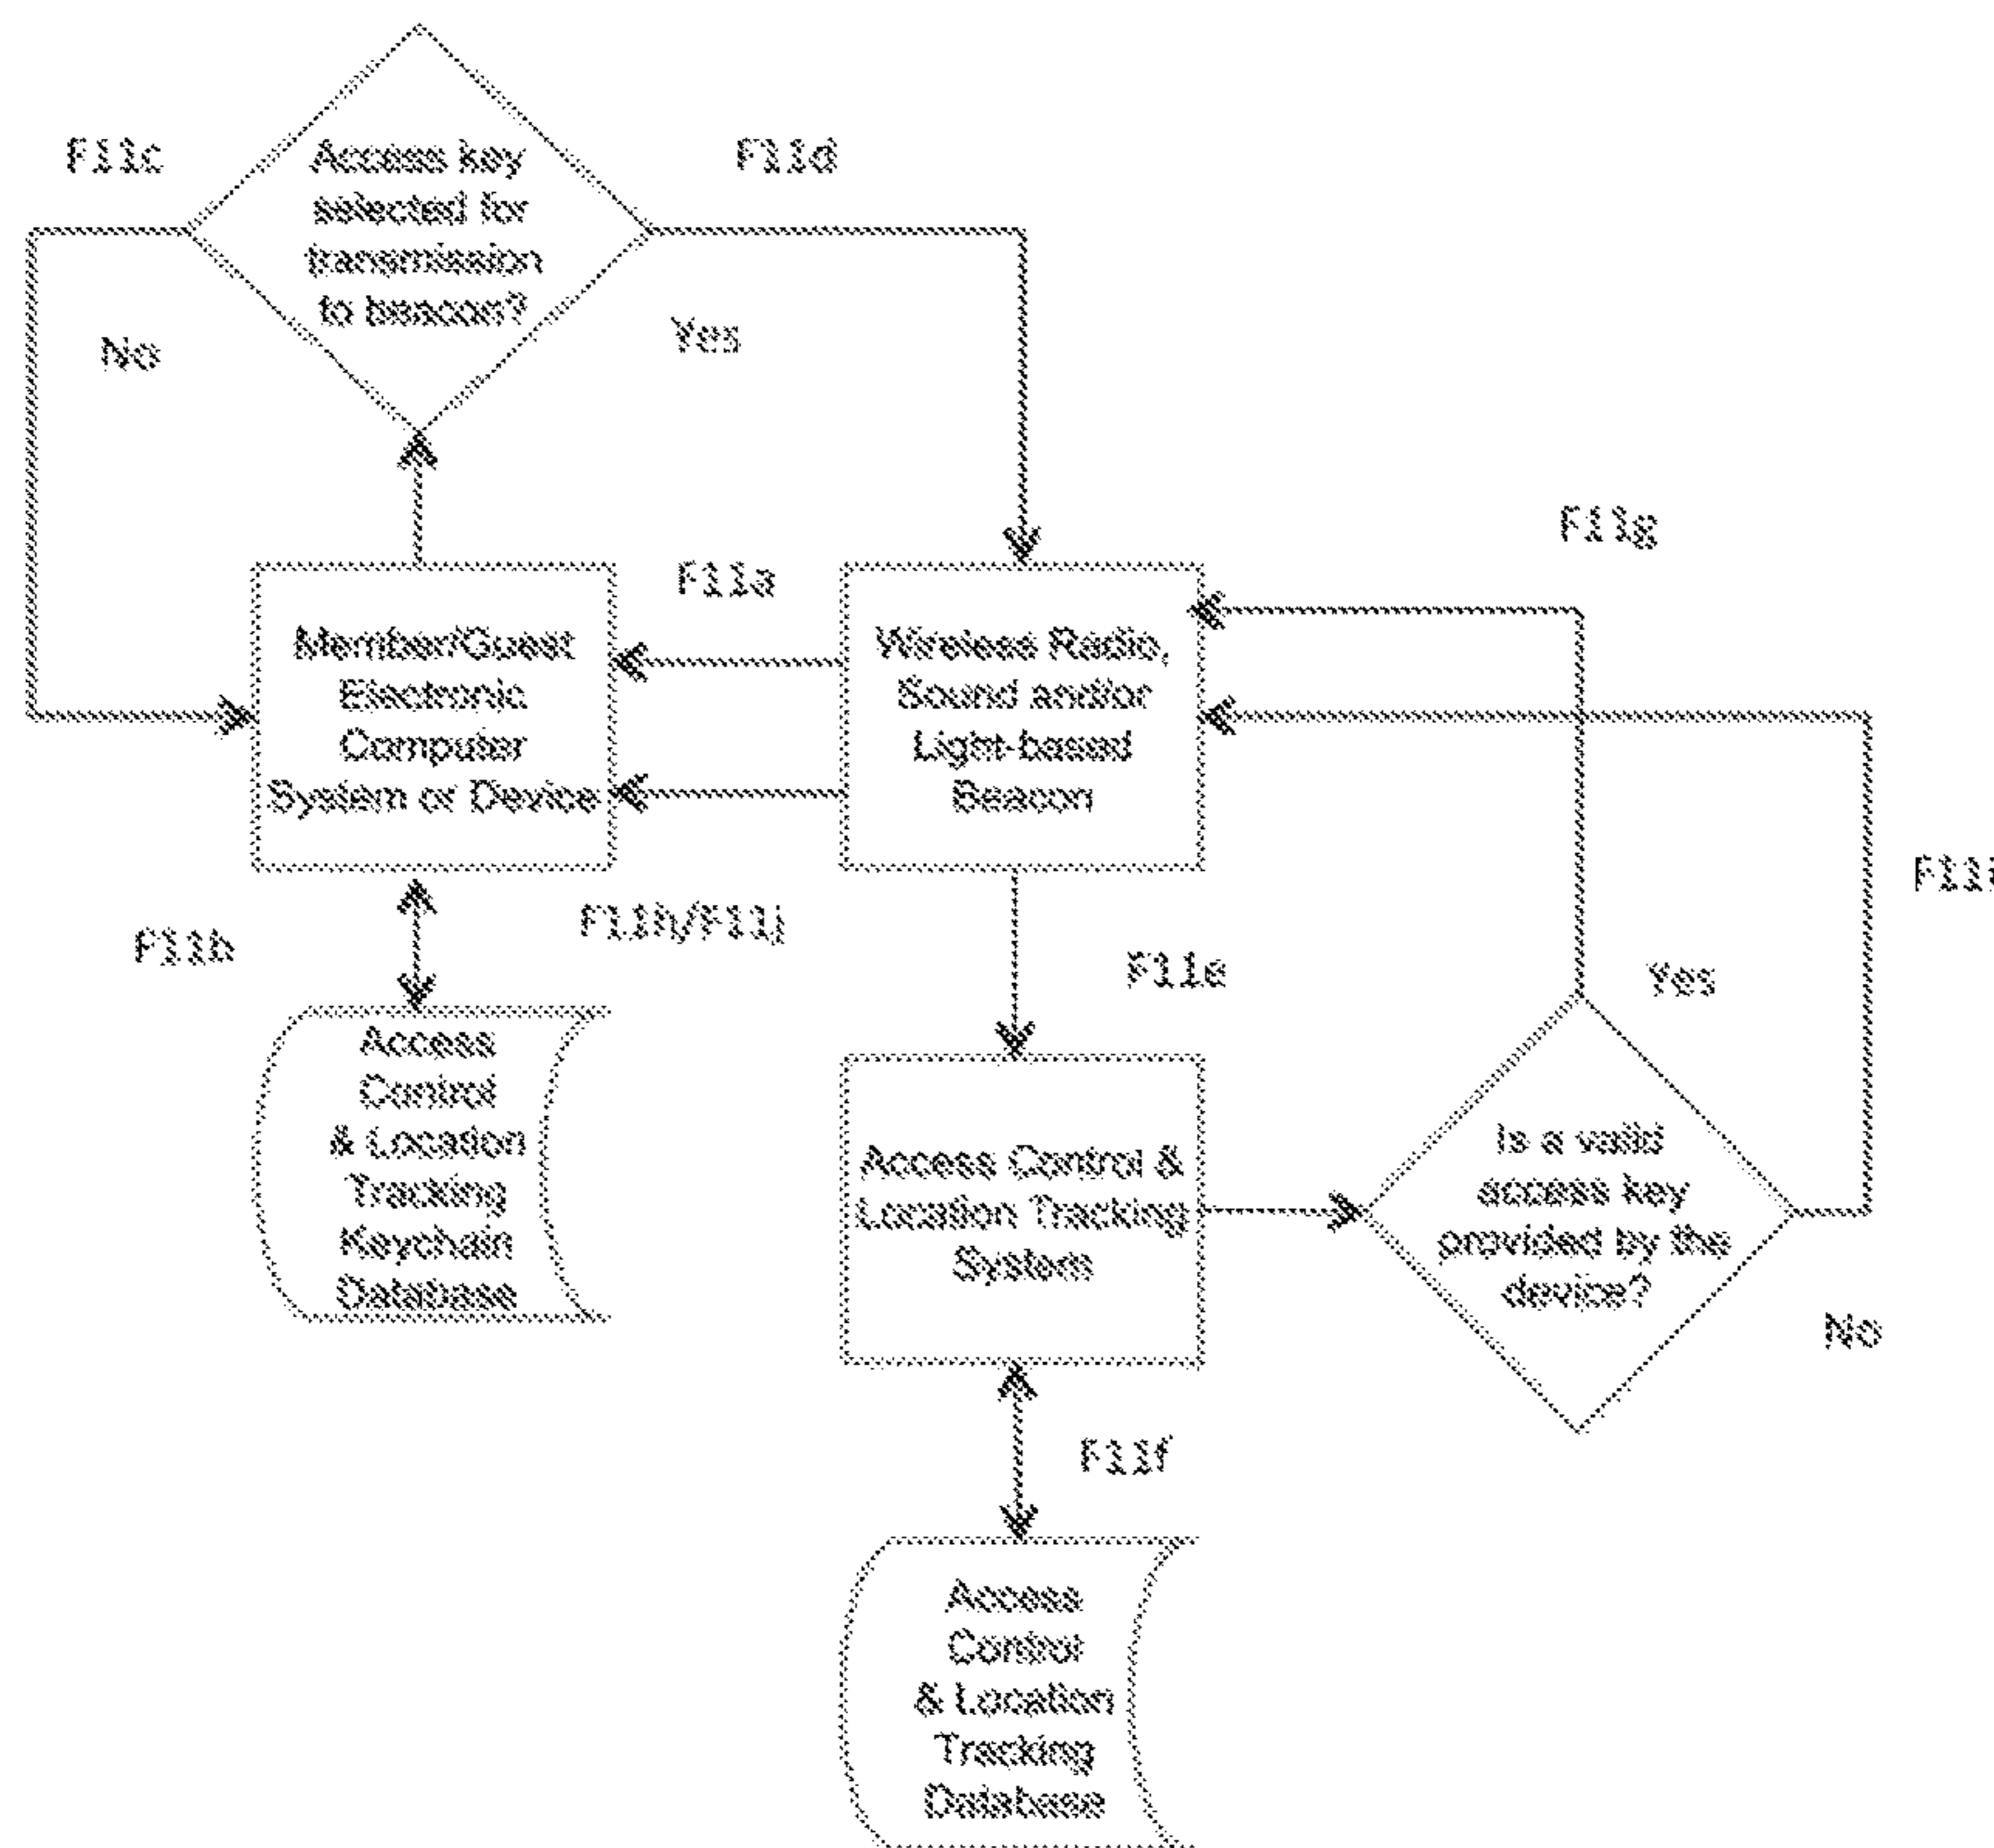 F11c
Access key
selected for
transmission
to beacon?
F11d
No
Yes
F11g
F11a
Member/Guest
Electronic
Computer
System or Device
Wireless Radio,
Sound and/or
Light-based
Beacon
F11b
F11h/F11j
F11e
Yes
Access
Control
& Location
Tracking
Keychain
Database
Access Control &
Location Tracking
System
Is a valid
access key
provided by the
device?
No
F11f
Access
Control
& Location
Tracking
Database